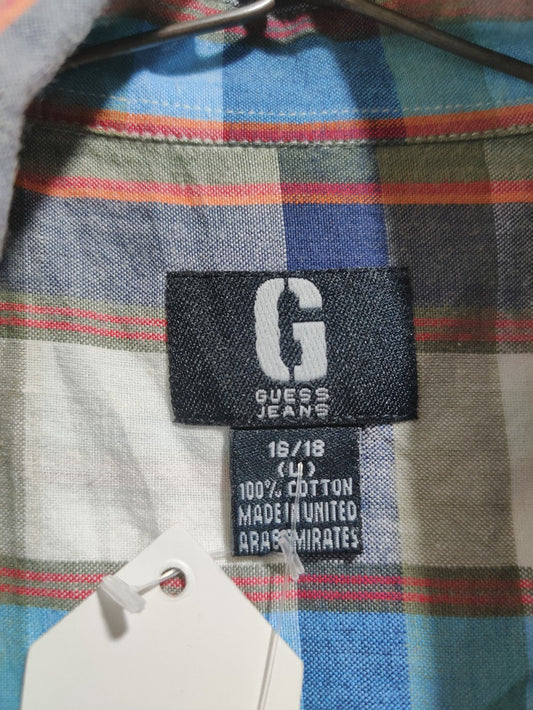 G
GUESS
JEANS
16/18
(L)
100% COTTON
MADE IN UNITED
ARAB EMIRATES